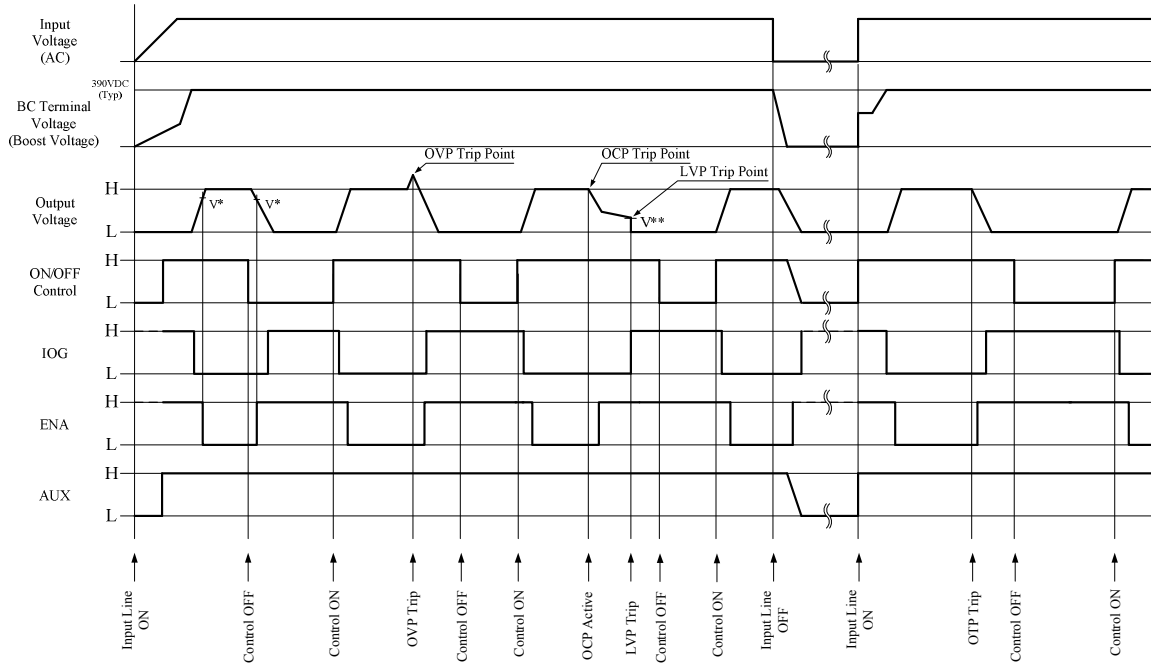 Input
Voltage
(AC)
390VDC
(Typ)
BC Terminal
Voltage
(Boost Voltage)
OVP Trip Point
OCP Trip Point
LVP Trip Point
Output
Voltage
H
L
V*
V*
V**
ON/OFF
Control
H
L
IOG
H
L
ENA
H
L
AUX
H
L
Input Line
ON
Control OFF
Control ON
OVP Trip
Control OFF
Control ON
OCP Active
LVP Trip
Control OFF
Control ON
Input Line
OFF
Input Line
ON
OTP Trip
Control OFF
Control ON